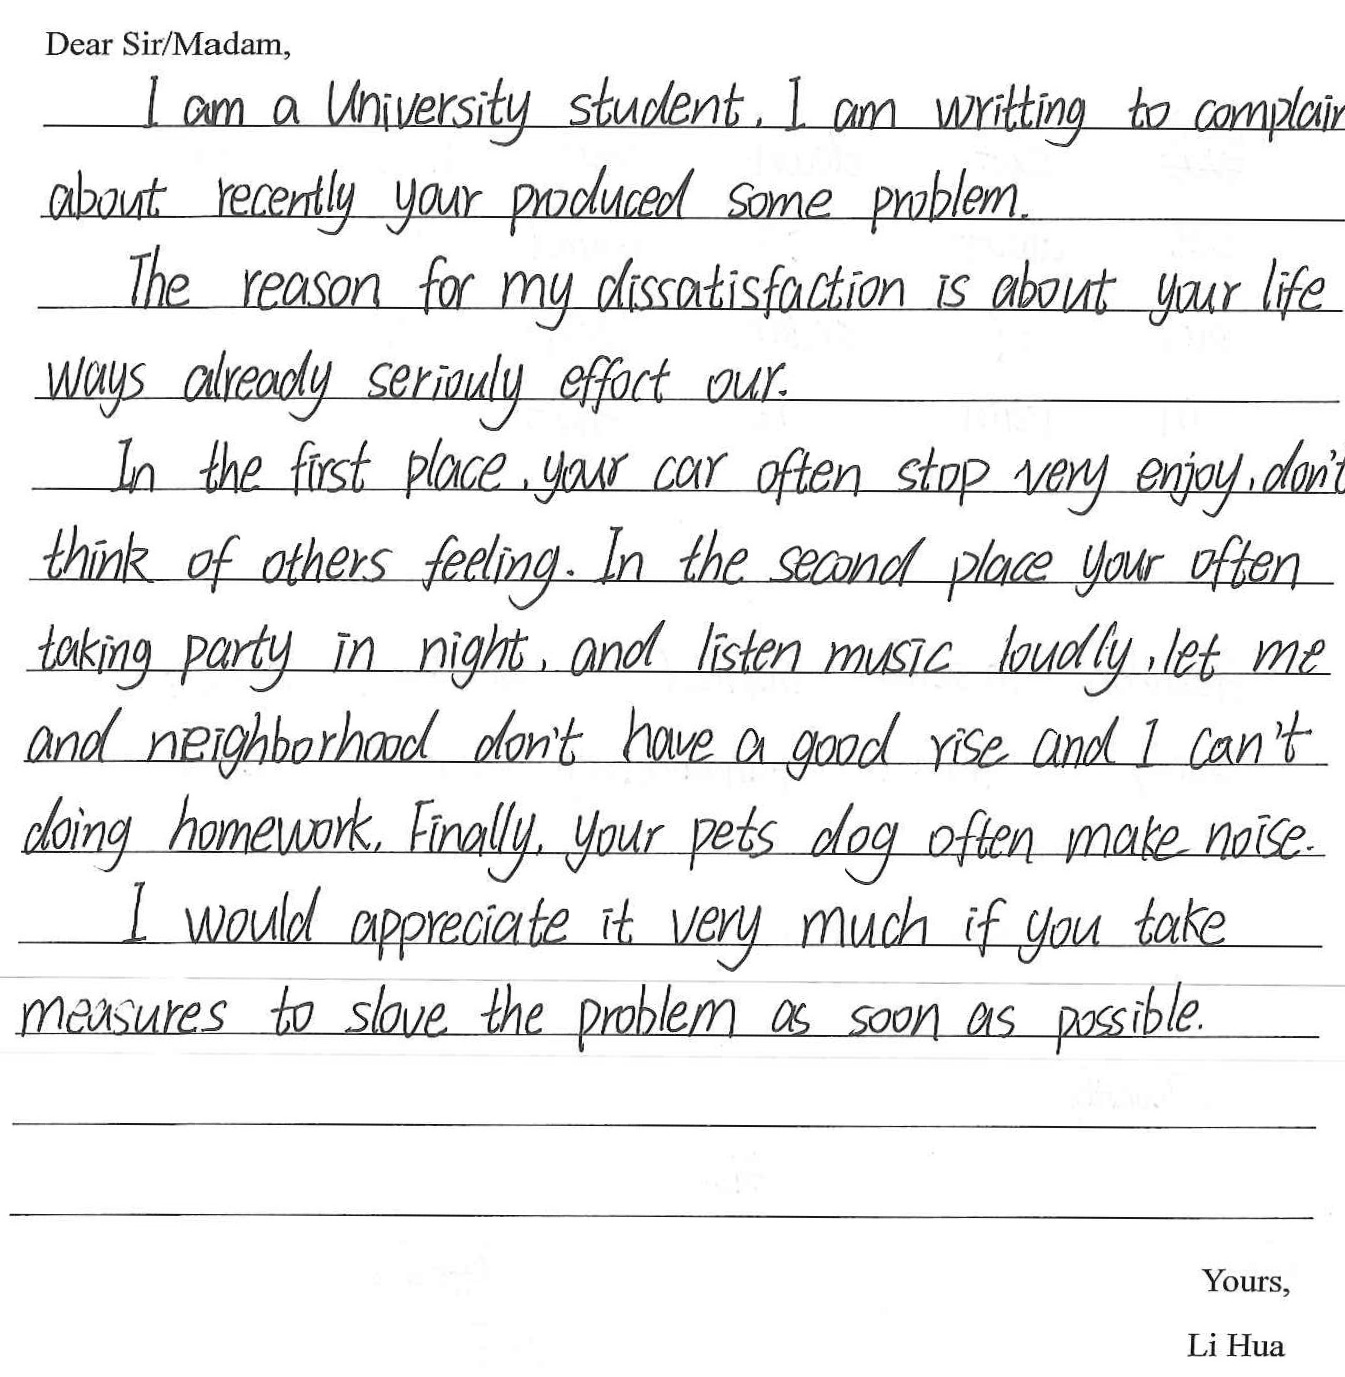 Dear Sir/Madam,
I am a University student. I am writting to complain
about recently your produced some problem.
The reason for my dissatisfaction is about your life
ways already seriouly effort our.
In the first place, your car often stop very enjoy, don't
think of others feeling. In the second place your often
taking party in night, and listen music loudly, let me
and neighborhood don't have a good rise and I can't
doing homework. Finally, your pets dog often make noise.
I would appreciate it very much if you take
measures to slove the problem as soon as possible.
Yours,
Li Hua